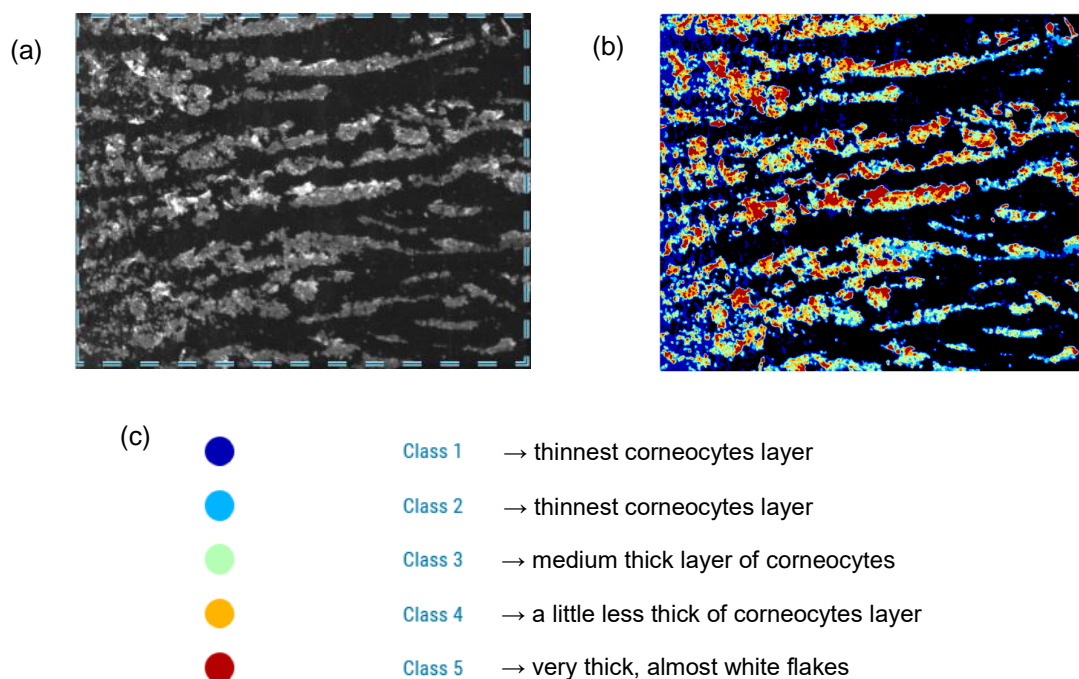 (a)
(b)
(c)
Class 1 → thinnest corneocytes layer
Class 2 → thinnest corneocytes layer
Class 3 → medium thick layer of corneocytes
Class 4 → a little less thick of corneocytes layer
Class 5 → very thick, almost white flakes